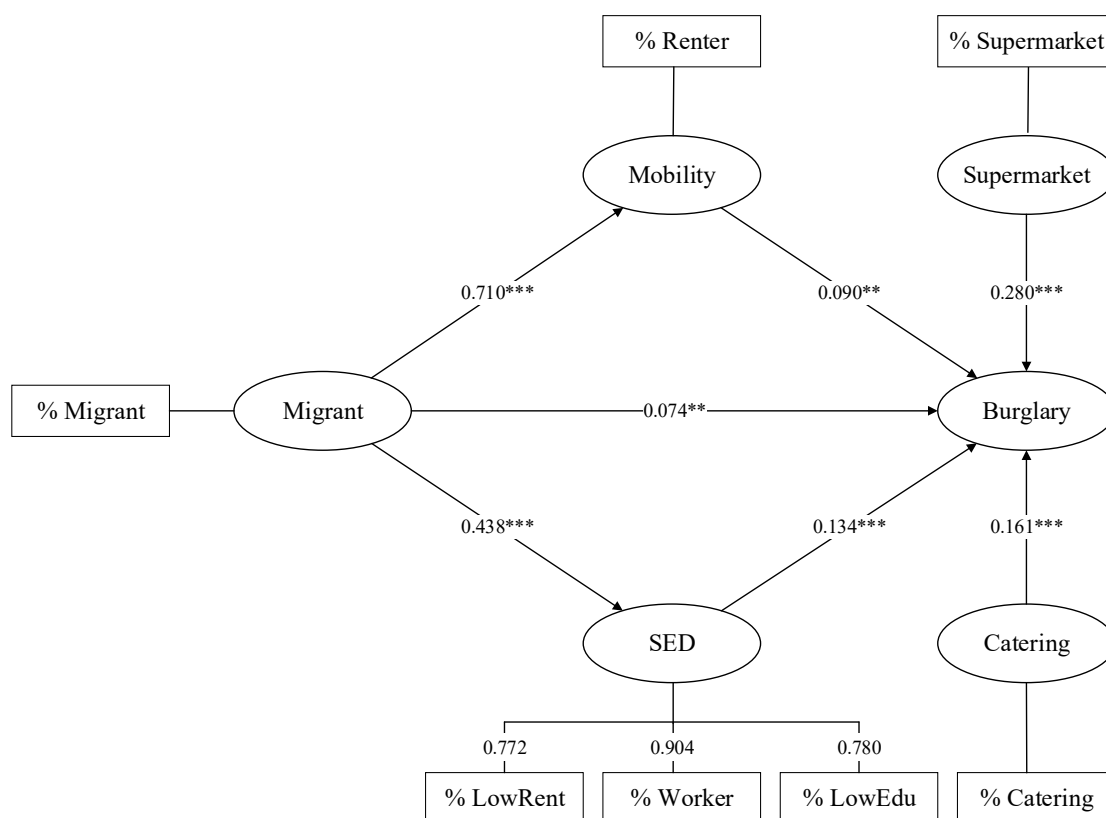 % Renter
% Supermarket
Mobility
Supermarket
0.710***
0.090**
0.280***
% Migrant
Migrant
0.074**
Burglary
0.438***
0.134***
0.161***
SED
Catering
0.772
0.904
0.780
% LowRent
% Worker
% LowEdu
% Catering